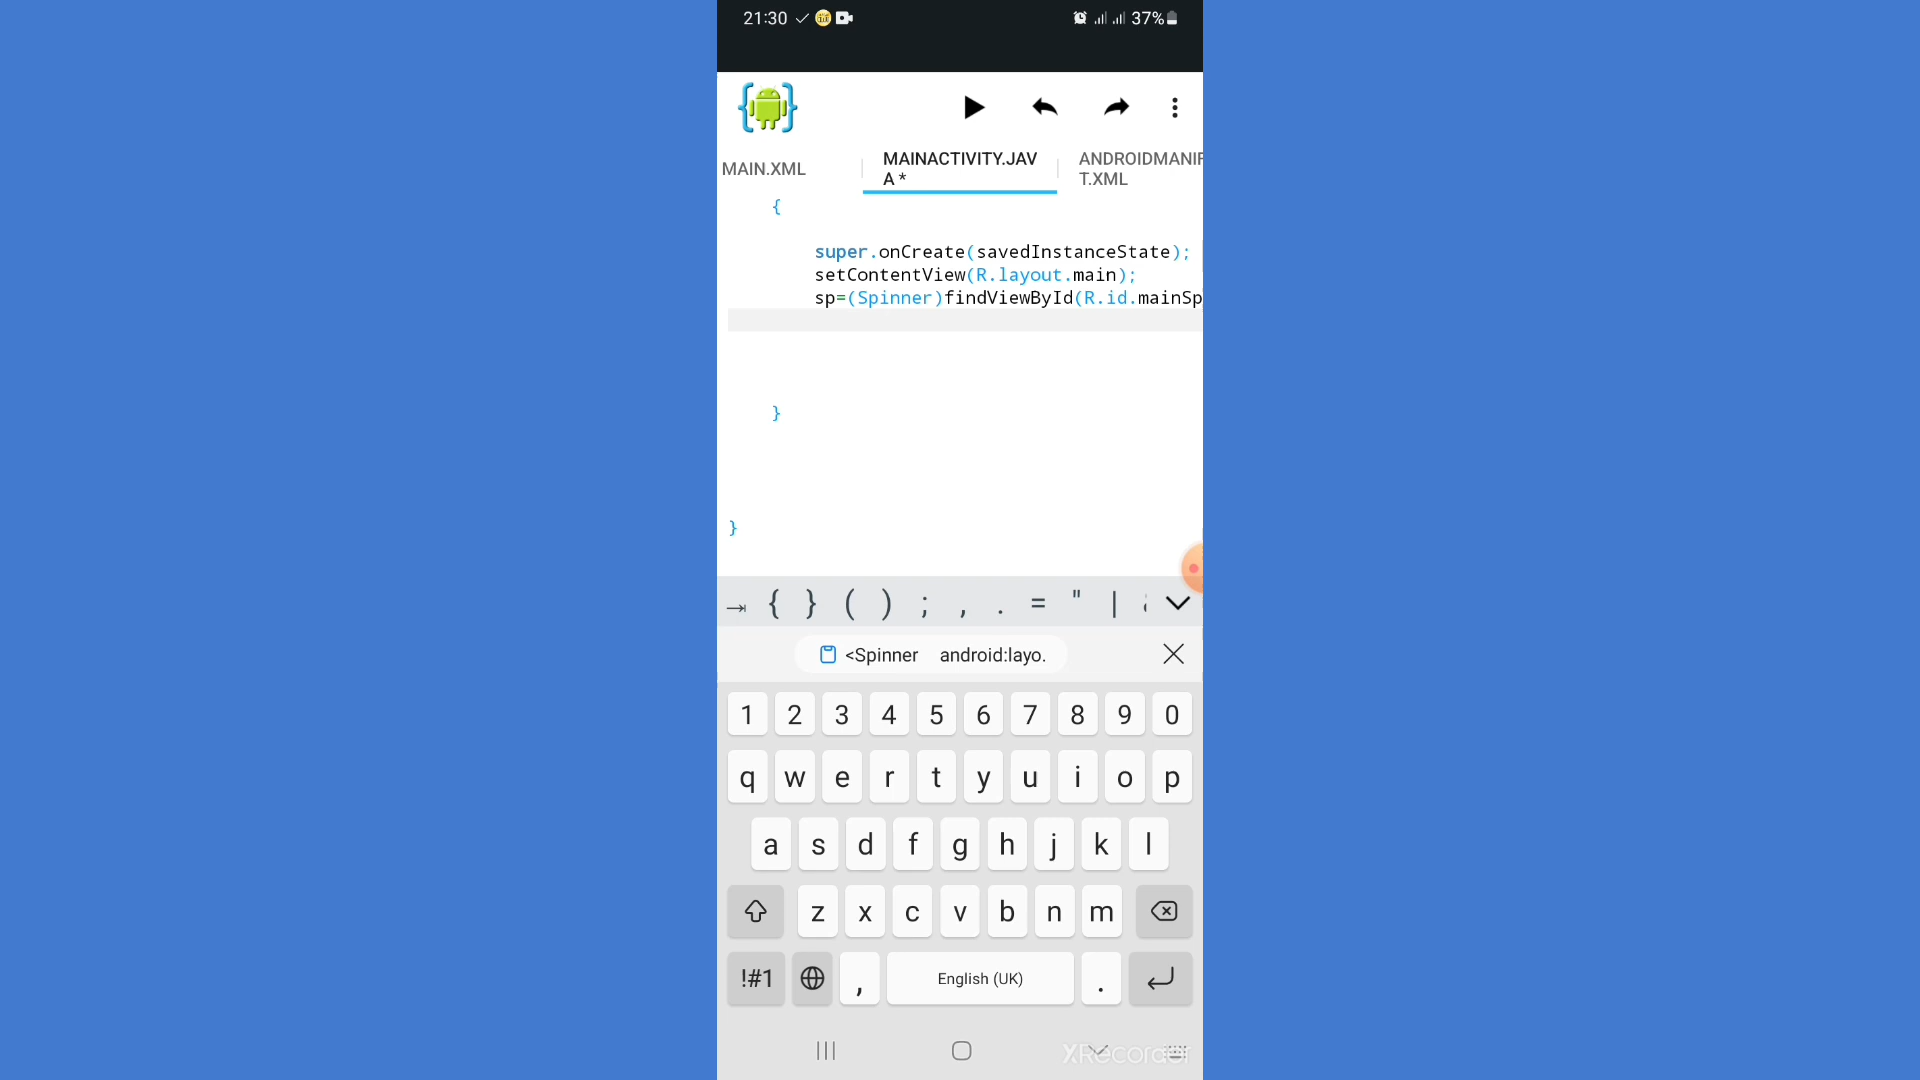 21:30
37%
MAIN.XML
MAINACTIVITY.JAV
A *
ANDROIDMANIF
T.XML
{
super.onCreate(savedInstanceState);
setContentView(R.layout.main);
sp=(Spinner)findViewById(R.id.mainSp
}
}
{ } ( ) ; , . = " |
<Spinner android:layo.
1 2 3 4 5 6 7 8 9 0
q w e r t y u i o p
a s d f g h j k l
z x c v b n m
!#1 , English (UK) .
XRecorder